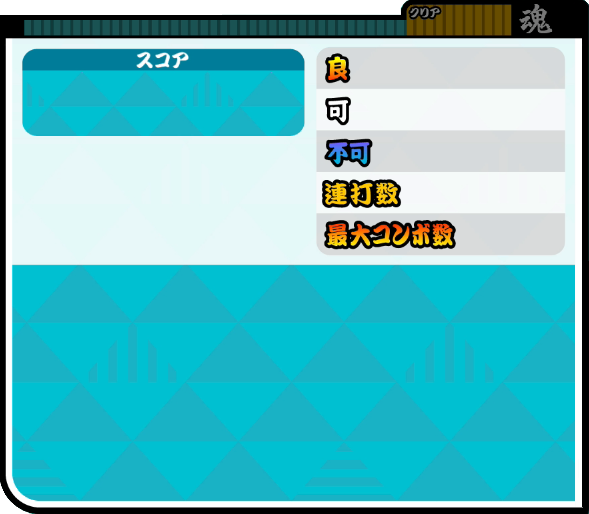 クリア
魂
スコア
良
可
不可
連打数
最大コンボ数